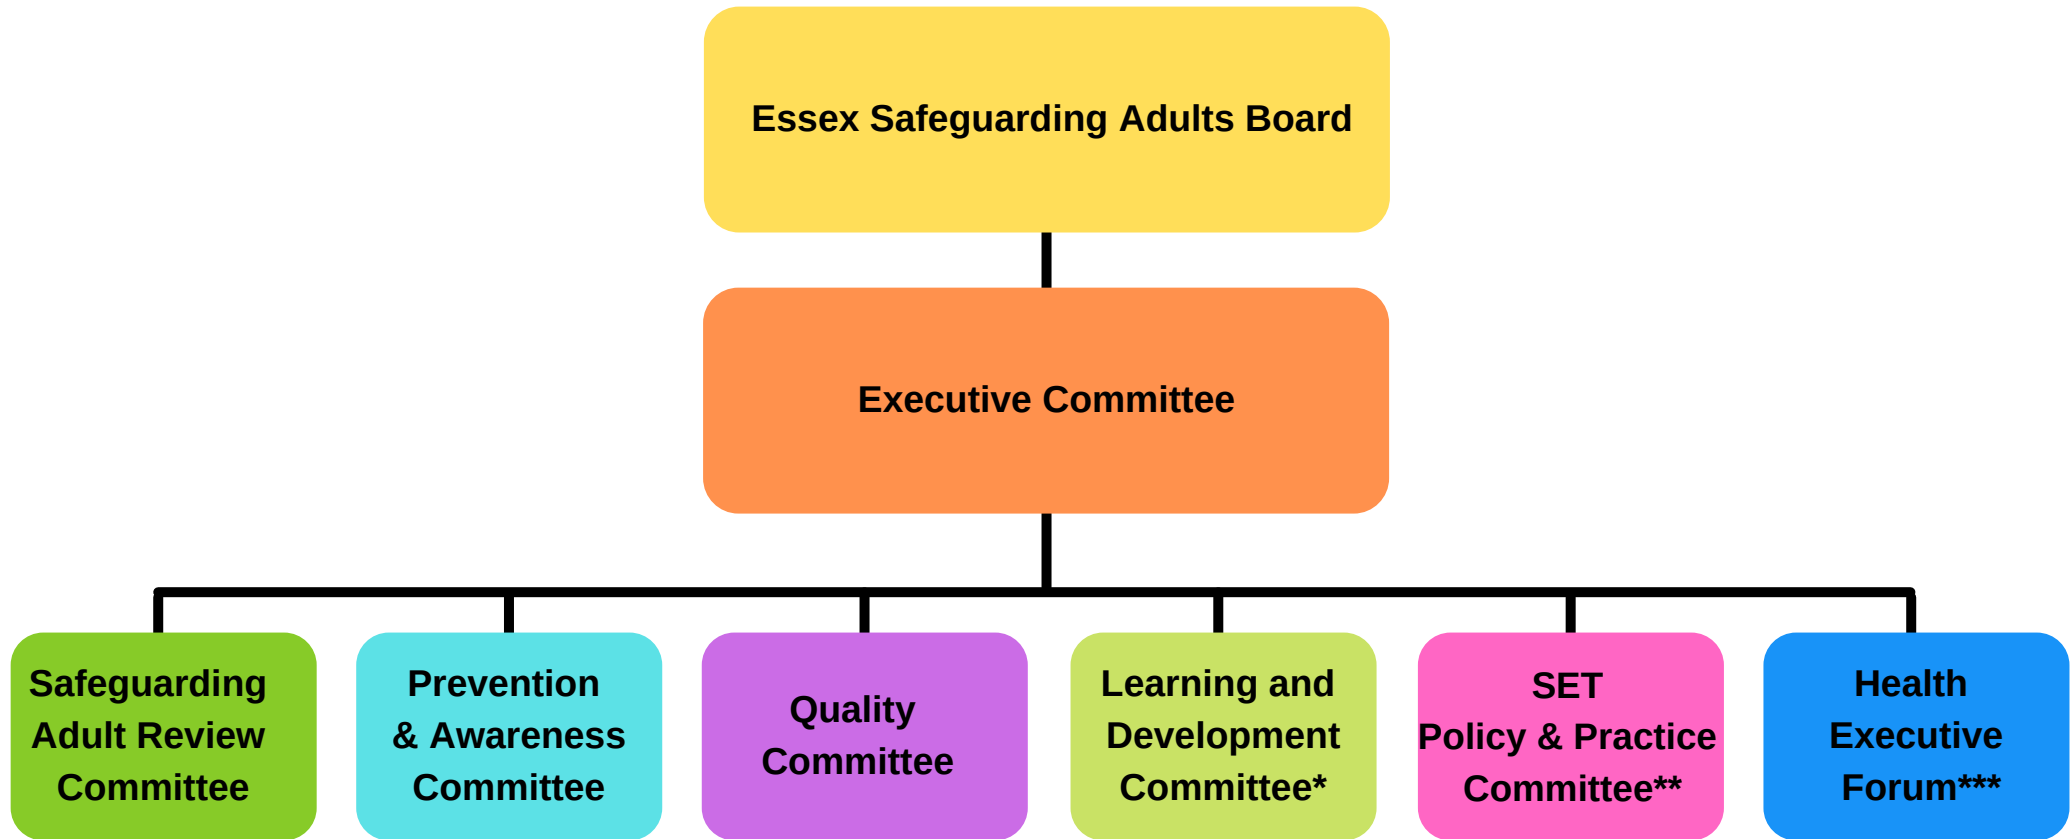 Essex Safeguarding Adults Board
Executive Committee
Safeguarding
Adult Review
Committee
Prevention
& Awareness
Committee
Quality
Committee
Learning and
Development
Committee*
SET
Policy & Practice
Committee**
Health
Executive
Forum***